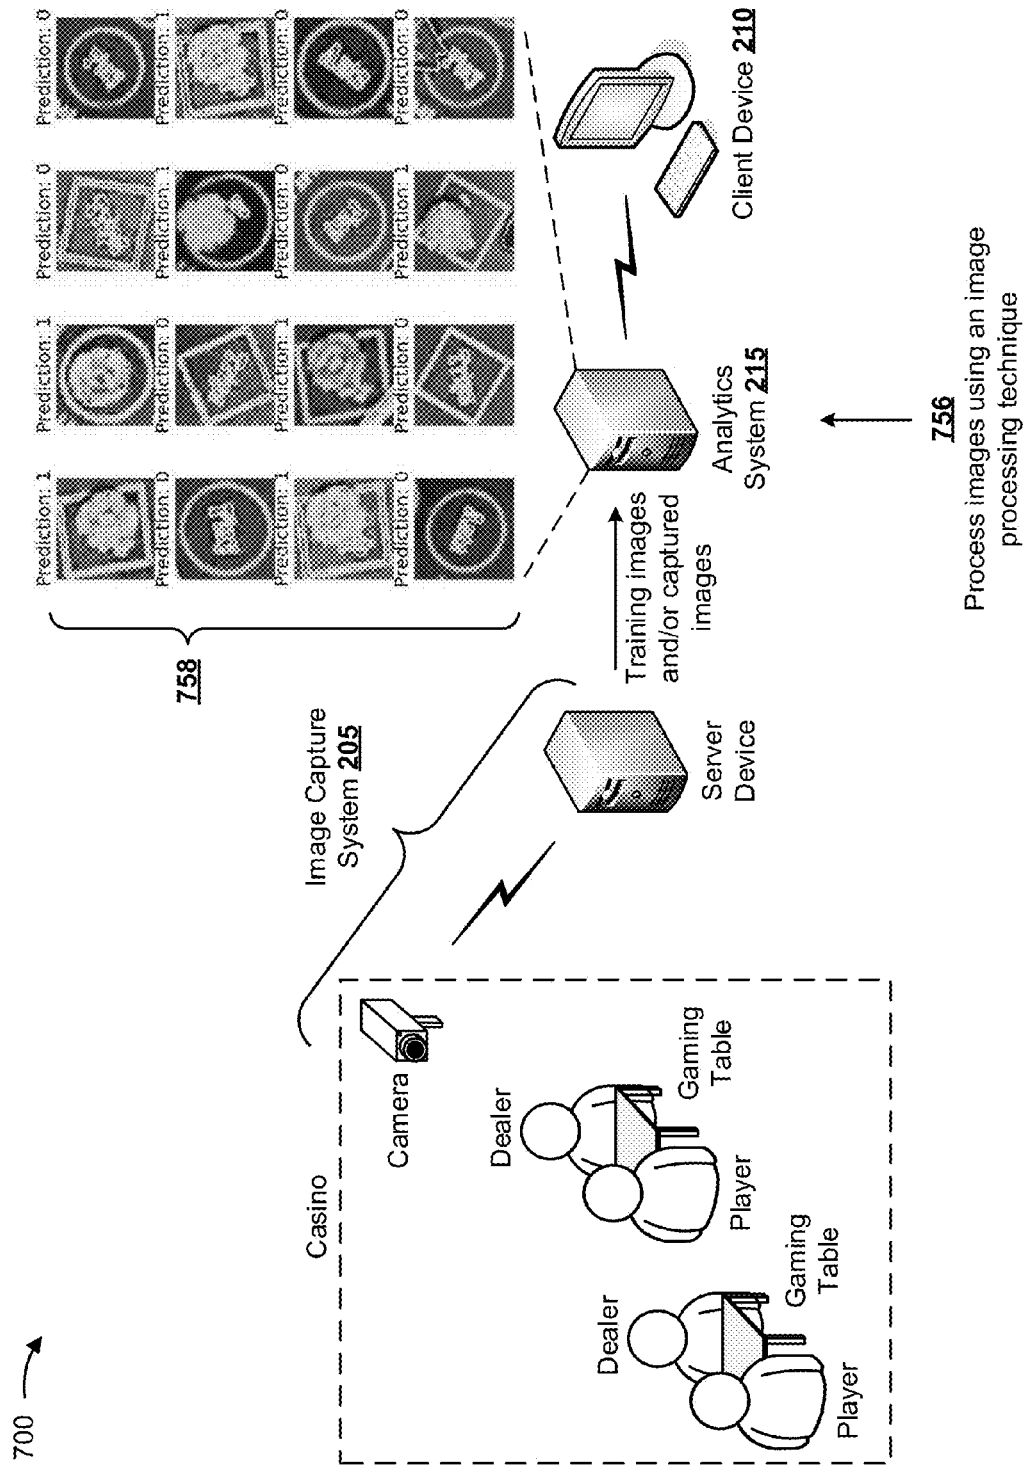 700
Prediction: 1
Prediction: 1
Prediction: 0
Prediction: 0
Prediction: 0
Prediction: 0
Prediction: 1
Prediction: 1
Prediction: 1
Prediction: 1
Prediction: 0
Prediction: 0
Prediction: 0
Prediction: 0
Prediction: 1
Prediction: 0
758
Image Capture
System 205
Casino
Camera
Dealer
Gaming
Table
Player
Dealer
Gaming
Table
Player
Server
Device
Training images
and/or captured
images
Analytics
System 215
Client Device 210
756
Process images using an image
processing technique